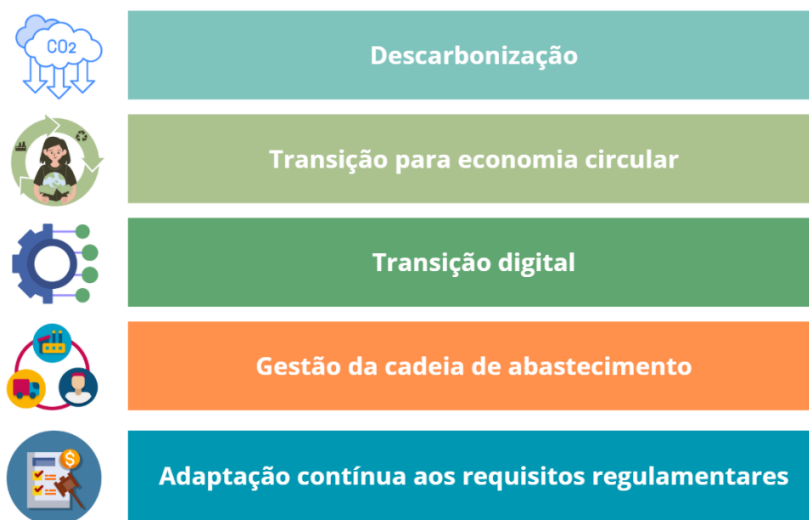 CO2
Descarbonização
Transição para economia circular
Transição digital
Gestão da cadeia de abastecimento
$
Adaptação contínua aos requisitos regulamentares